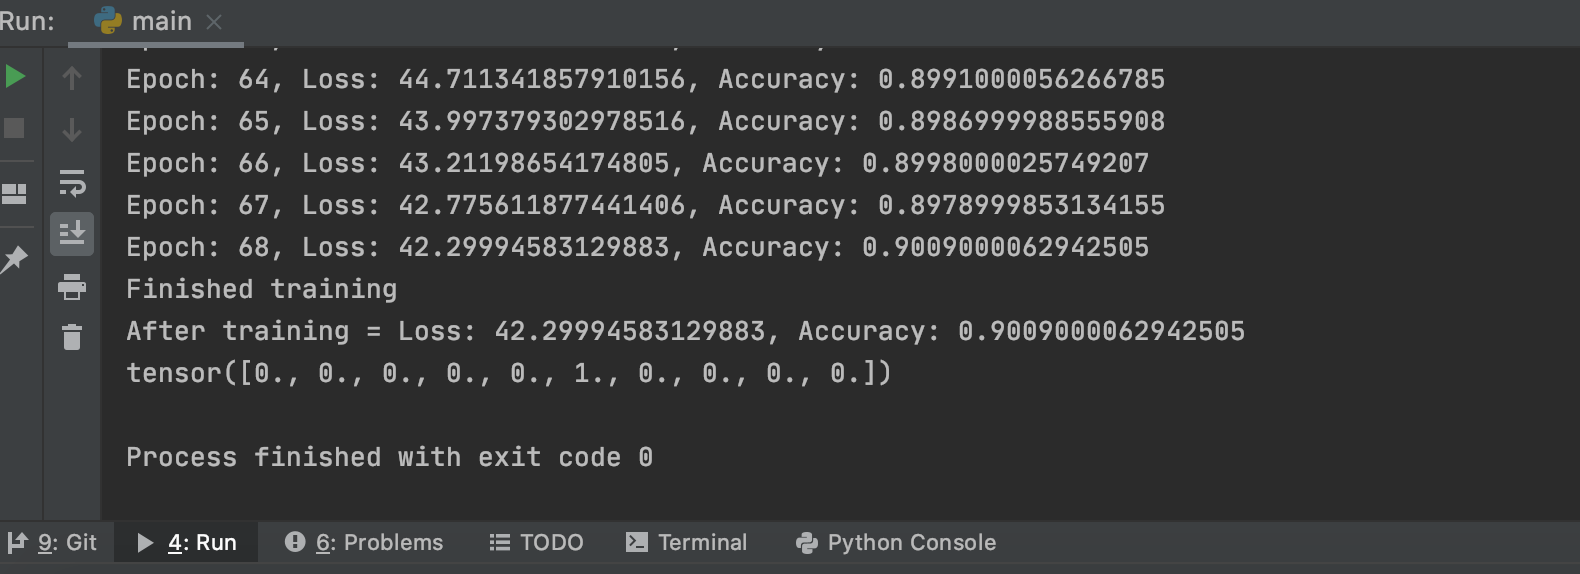 Run:
main
Epoch: 64, Loss: 44.711341857910156, Accuracy: 0.8991000056266785
Epoch: 65, Loss: 43.997379302978516, Accuracy: 0.8986999988555908
Epoch: 66, Loss: 43.21198654174805, Accuracy: 0.8998000025749207
Epoch: 67, Loss: 42.775611877441406, Accuracy: 0.8978999853134155
Epoch: 68, Loss: 42.29994583129883, Accuracy: 0.9009000062942505
Finished training
After training = Loss: 42.29994583129883, Accuracy: 0.9009000062942505
tensor([0., 0., 0., 0., 0., 1., 0., 0., 0., 0.])
Process finished with exit code 0
9: Git
4: Run
6: Problems
TODO
Terminal
Python Console